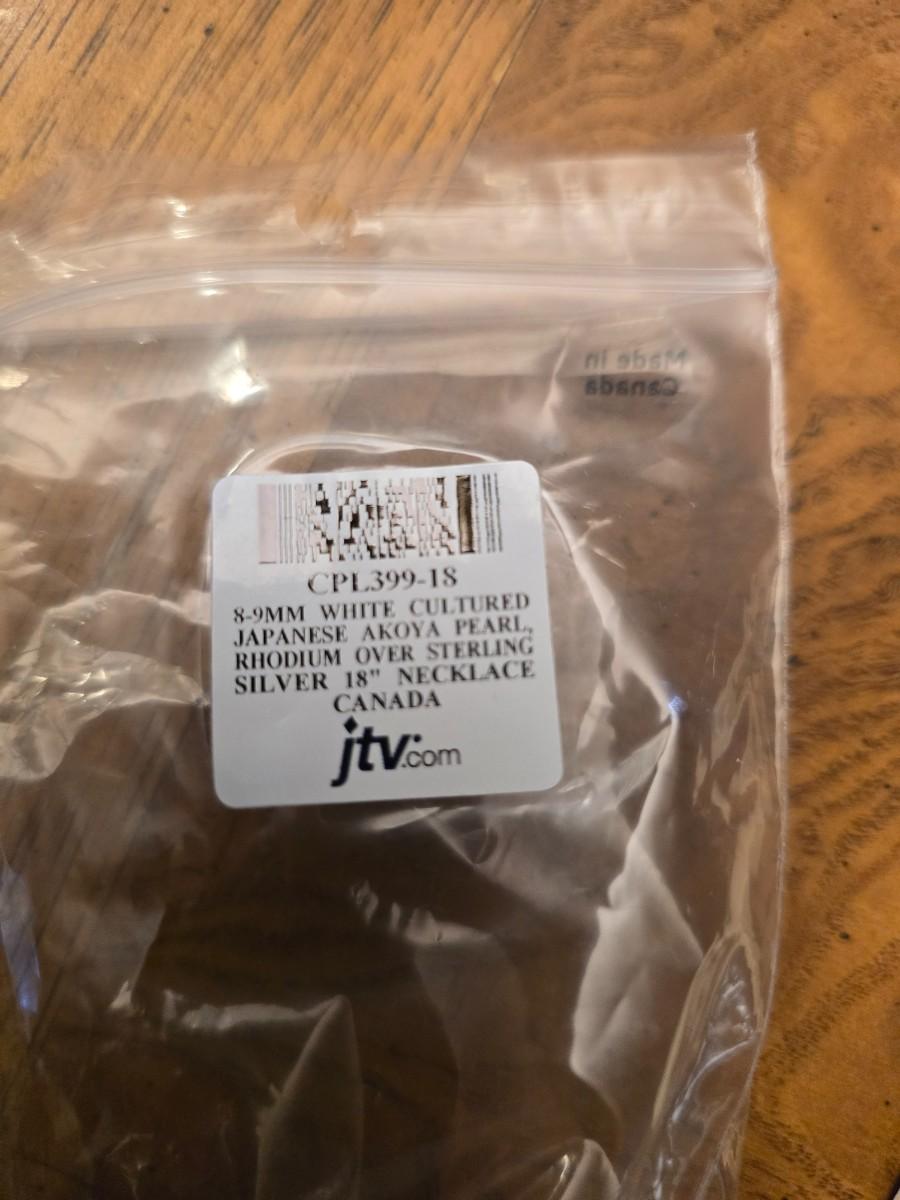 Made in
Canada
CPL399-18
8-9MM WHITE CULTURED
JAPANESE AKOYA PEARL,
RHODIUM OVER STERLING
SILVER 18" NECKLACE
CANADA
jtv.com